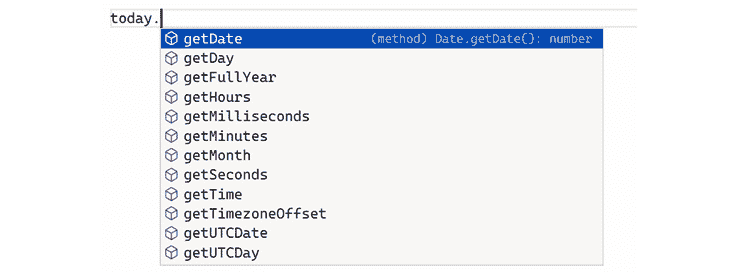 today.
getDate (method) Date.getDate(): number
getDay
getFullYear
getHours
getMilliseconds
getMinutes
getMonth
getSeconds
getTime
getTimezoneOffset
getUTCDate
getUTCDay